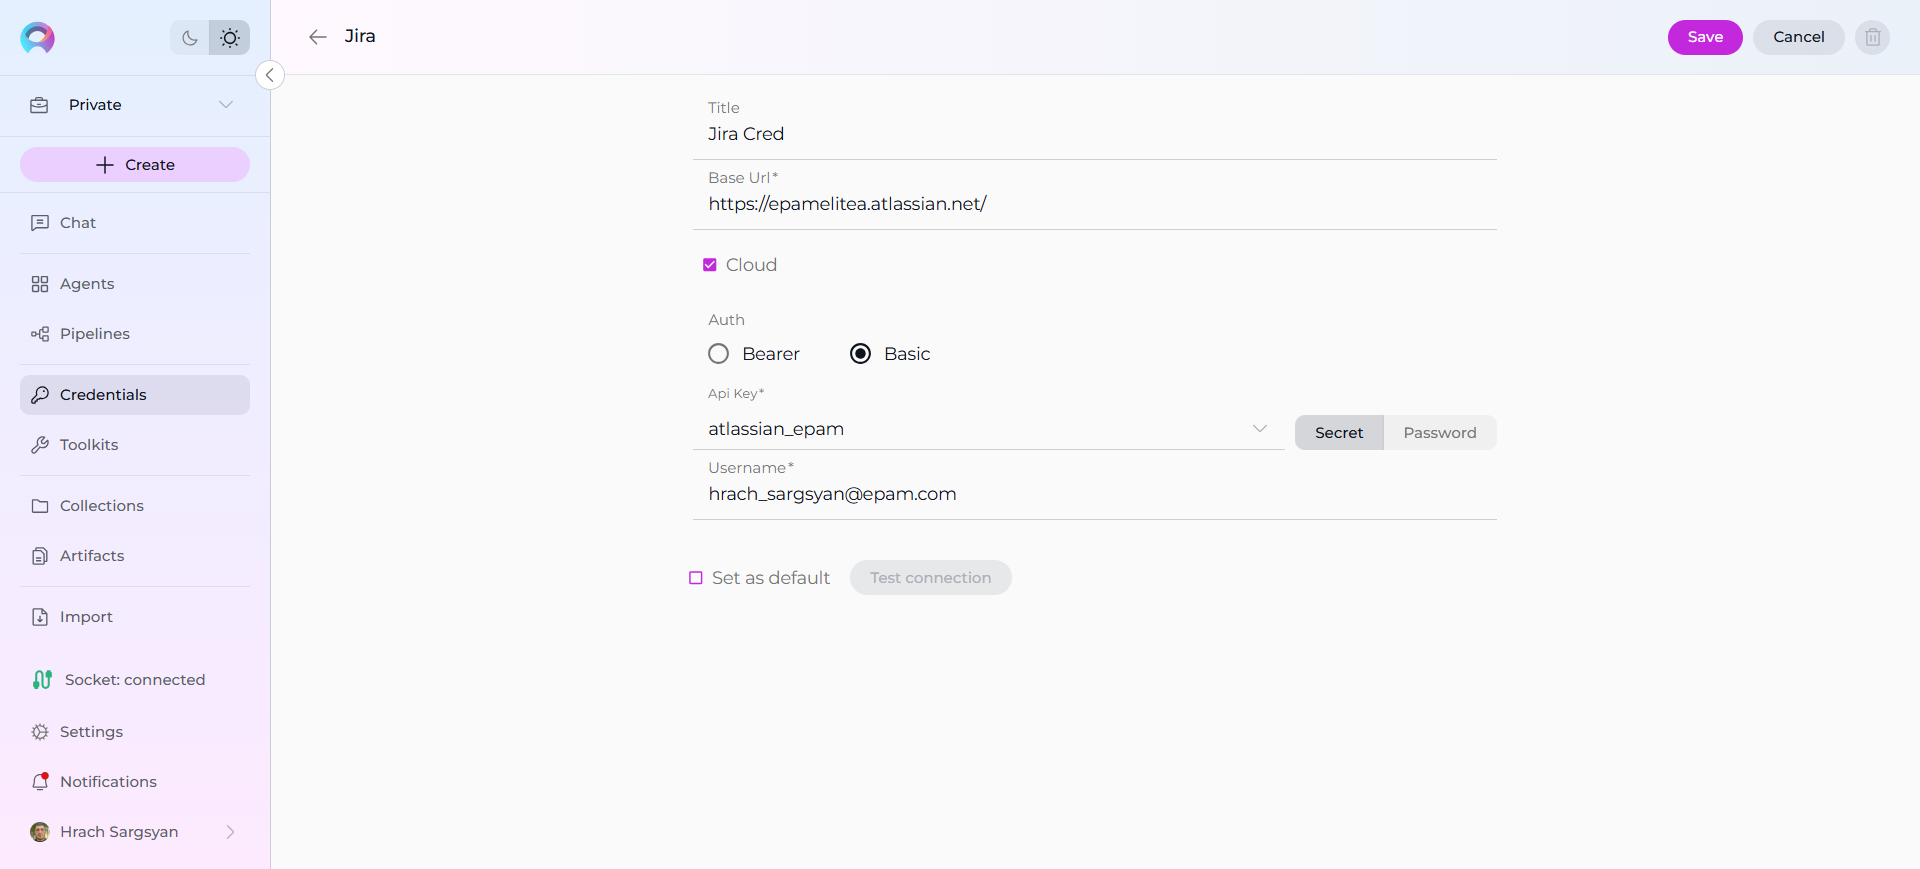 Private
Create
Chat
Agents
Pipelines
Credentials
Toolkits
Collections
Artifacts
Import
Socket: connected
Settings
Notifications
Hrach Sargsyan
Jira
Save
Cancel
Title
Jira Cred
Base Url*
https://epamelitea.atlassian.net/
Cloud
Auth
Bearer
Basic
Api Key*
atlassian_epam
Secret
Password
Username*
hrach_sargsyan@epam.com
Set as default
Test connection